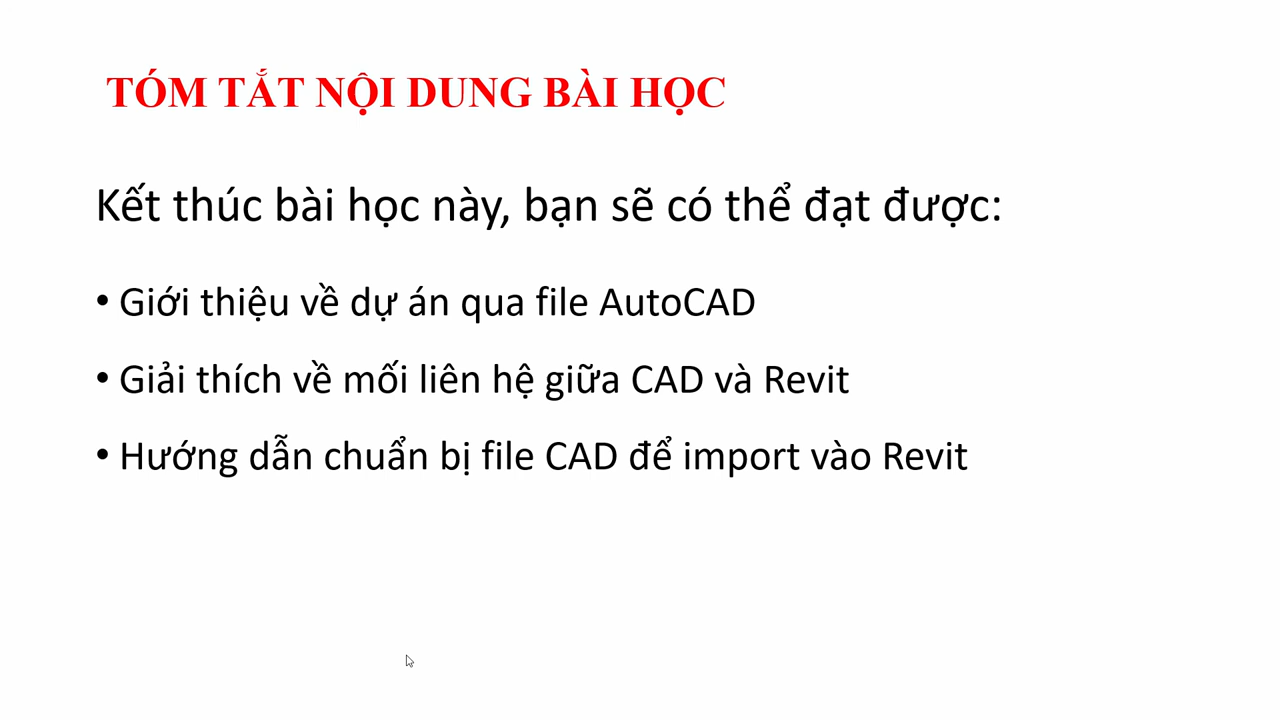 TÓM TẮT NỘI DUNG BÀI HỌC
Kết thúc bài học này, bạn sẽ có thể đạt được:
• Giới thiệu về dự án qua file AutoCAD
• Giải thích về mối liên hệ giữa CAD và Revit
• Hướng dẫn chuẩn bị file CAD để import vào Revit